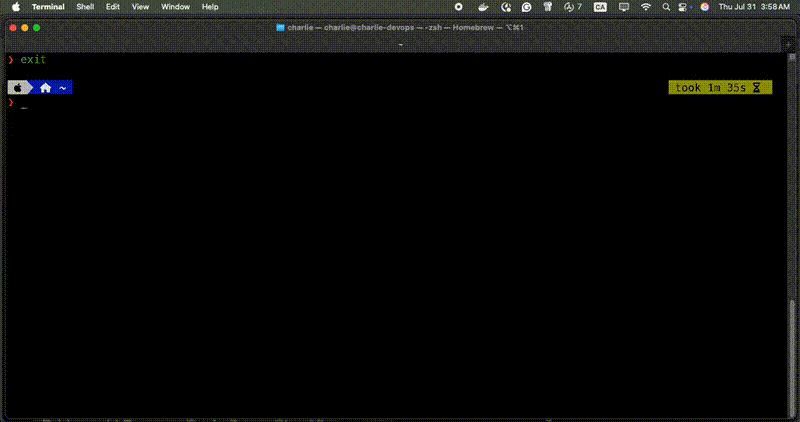 Terminal Shell Edit View Window Help 7 CA Thu Jul 31 3:58 AM
charlie — charlie@charlie-devops — -zsh — Homebrew — ⌥⌘1
~
+
❯ exit
~ took 1m 35s
❯ _